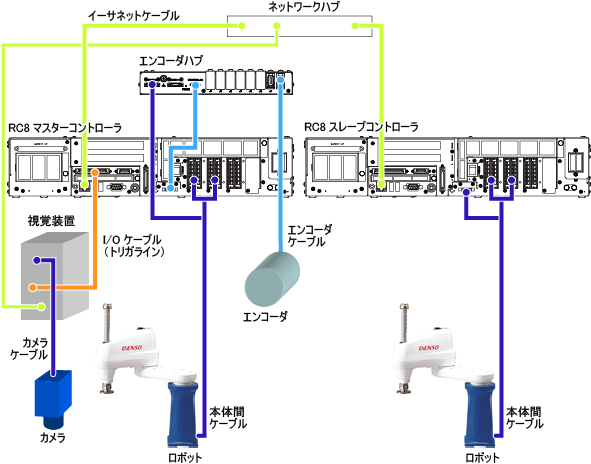 イーサネットケーブル
ネットワークハブ
エンコーダハブ
RC8 マスターコントローラ
RC8 スレーブコントローラ
視覚装置
I/O ケーブル
（トリガライン）
エンコーダ
ケーブル
エンコーダ
カメラ
ケーブル
カメラ
DENSO
DENSO
本体間
ケーブル
本体間
ケーブル
ロボット
ロボット